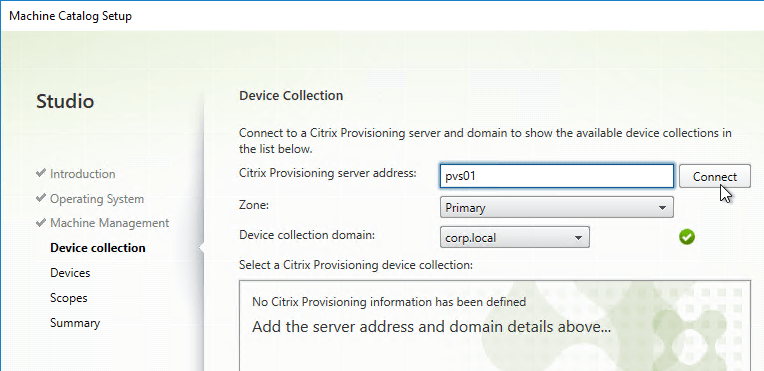 Machine Catalog Setup
Studio
Introduction
Operating System
Machine Management
Device collection
Devices
Scopes
Summary
Device Collection
Connect to a Citrix Provisioning server and domain to show the available device collections in
the list below.
Citrix Provisioning server address: pvs01 Connect
Zone: Primary
Device collection domain: corp.local
Select a Citrix Provisioning device collection:
No Citrix Provisioning information has been defined
Add the server address and domain details above...